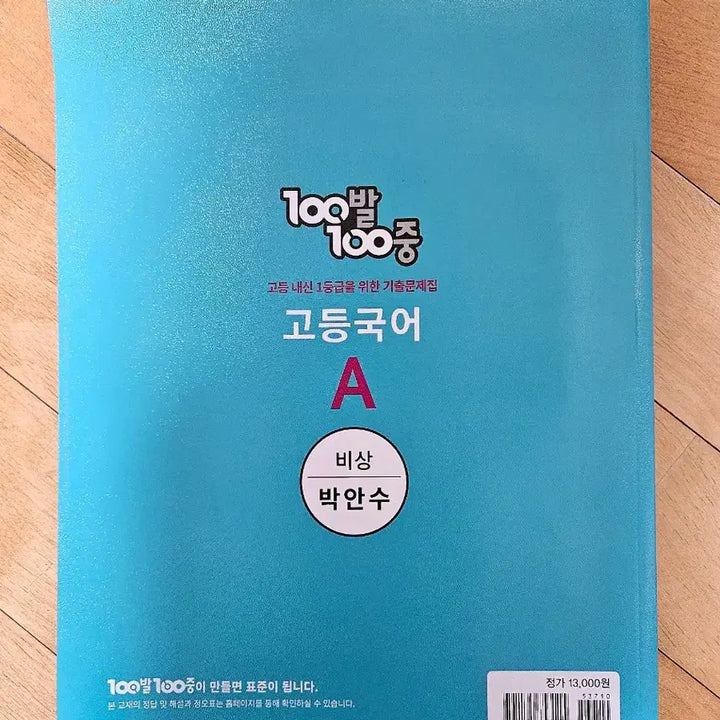 100발
100중
고등 내신 1등급을 위한 기출문제집
고등국어
A
비상
박안수
100발 100중이 만들면 표준이 됩니다.
본 교재의 정답 및 해설과 정오표는 홈페이지를 통해 확인하실 수 있습니다.
정가 13,000원
53710